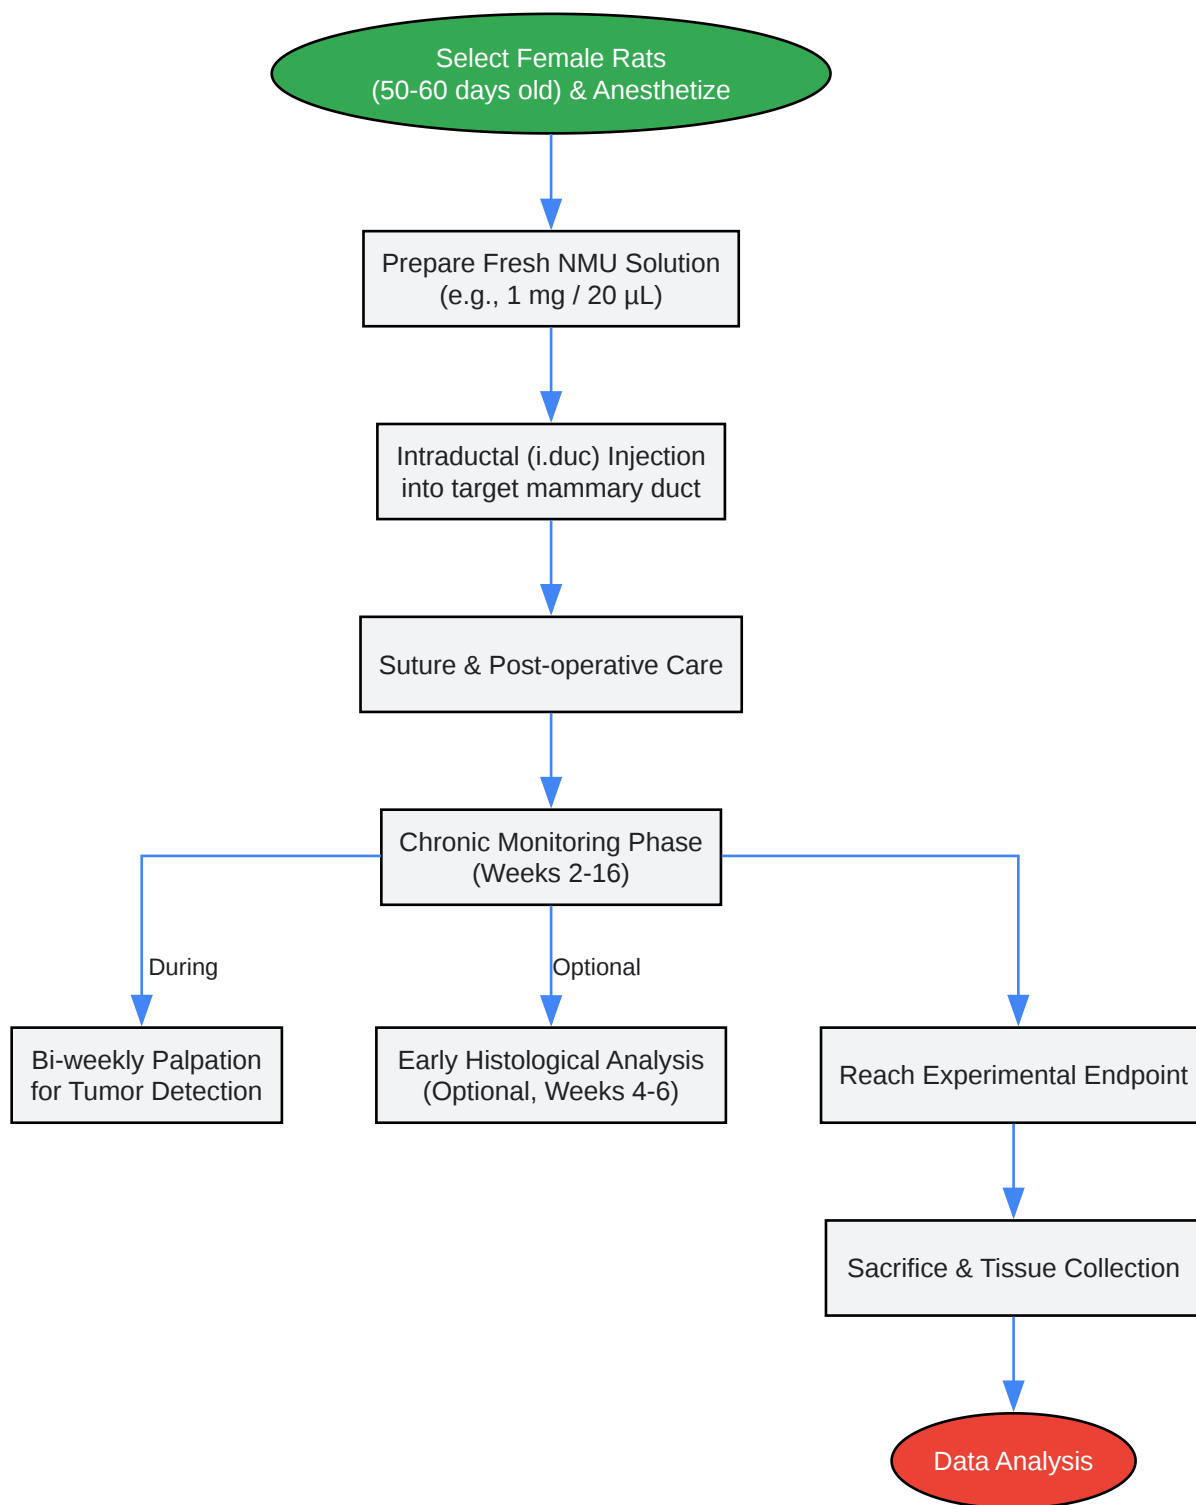 Select Female Rats
(50-60 days old) & Anesthetize
Prepare Fresh NMU Solution
(e.g., 1 mg / 20 µL)
Intraductal (i.duc) Injection
into target mammary duct
Suture & Post-operative Care
Chronic Monitoring Phase
(Weeks 2-16)
During
Optional
Bi-weekly Palpation
for Tumor Detection
Early Histological Analysis
(Optional, Weeks 4-6)
Reach Experimental Endpoint
Sacrifice & Tissue Collection
Data Analysis